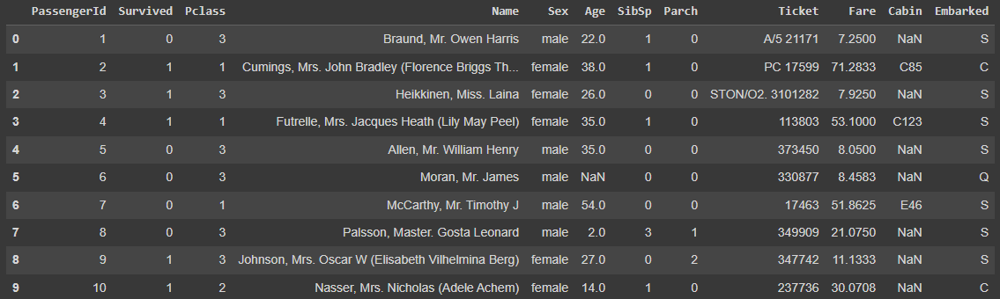 PassengerId Survived Pclass Name Sex Age SibSp Parch Ticket Fare Cabin Embarked
0 1 0 3 Braund, Mr. Owen Harris male 22.0 1 0 A/5 21171 7.2500 NaN S
1 2 1 1 Cumings, Mrs. John Bradley (Florence Briggs Th... female 38.0 1 0 PC 17599 71.2833 C85 C
2 3 1 3 Heikkinen, Miss. Laina female 26.0 0 0 STON/O2. 3101282 7.9250 NaN S
3 4 1 1 Futrelle, Mrs. Jacques Heath (Lily May Peel) female 35.0 1 0 113803 53.1000 C123 S
4 5 0 3 Allen, Mr. William Henry male 35.0 0 0 373450 8.0500 NaN S
5 6 0 3 Moran, Mr. James male NaN 0 0 330877 8.4583 NaN Q
6 7 0 1 McCarthy, Mr. Timothy J male 54.0 0 0 17463 51.8625 E46 S
7 8 0 3 Palsson, Master. Gosta Leonard male 2.0 3 1 349909 21.0750 NaN S
8 9 1 3 Johnson, Mrs. Oscar W (Elisabeth Vilhelmina Berg) female 27.0 0 2 347742 11.1333 NaN S
9 10 1 2 Nasser, Mrs. Nicholas (Adele Achem) female 14.0 1 0 237736 30.0708 NaN C